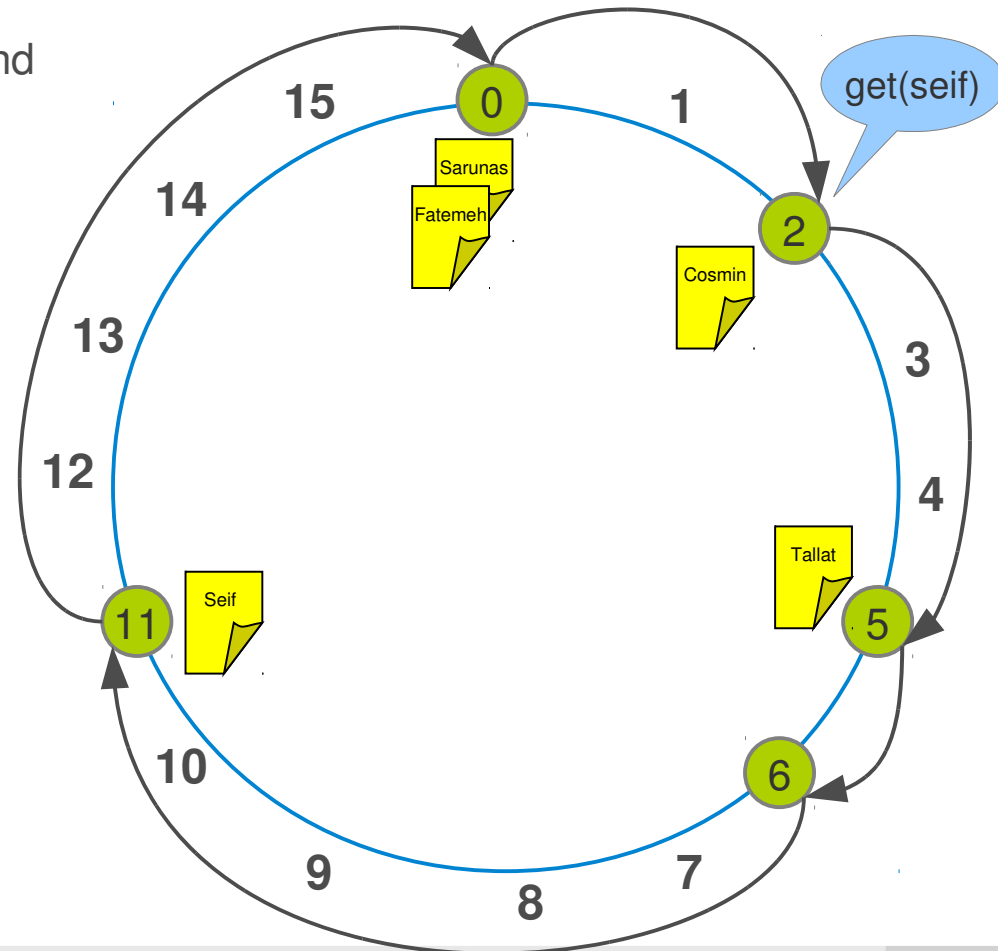 nd
0
15
1
get(seif)
Sarunas
14
Fatemeh
2
Cosmin
13
3
12
4
Tallat
Seif
11
5
10
6
9
7
8